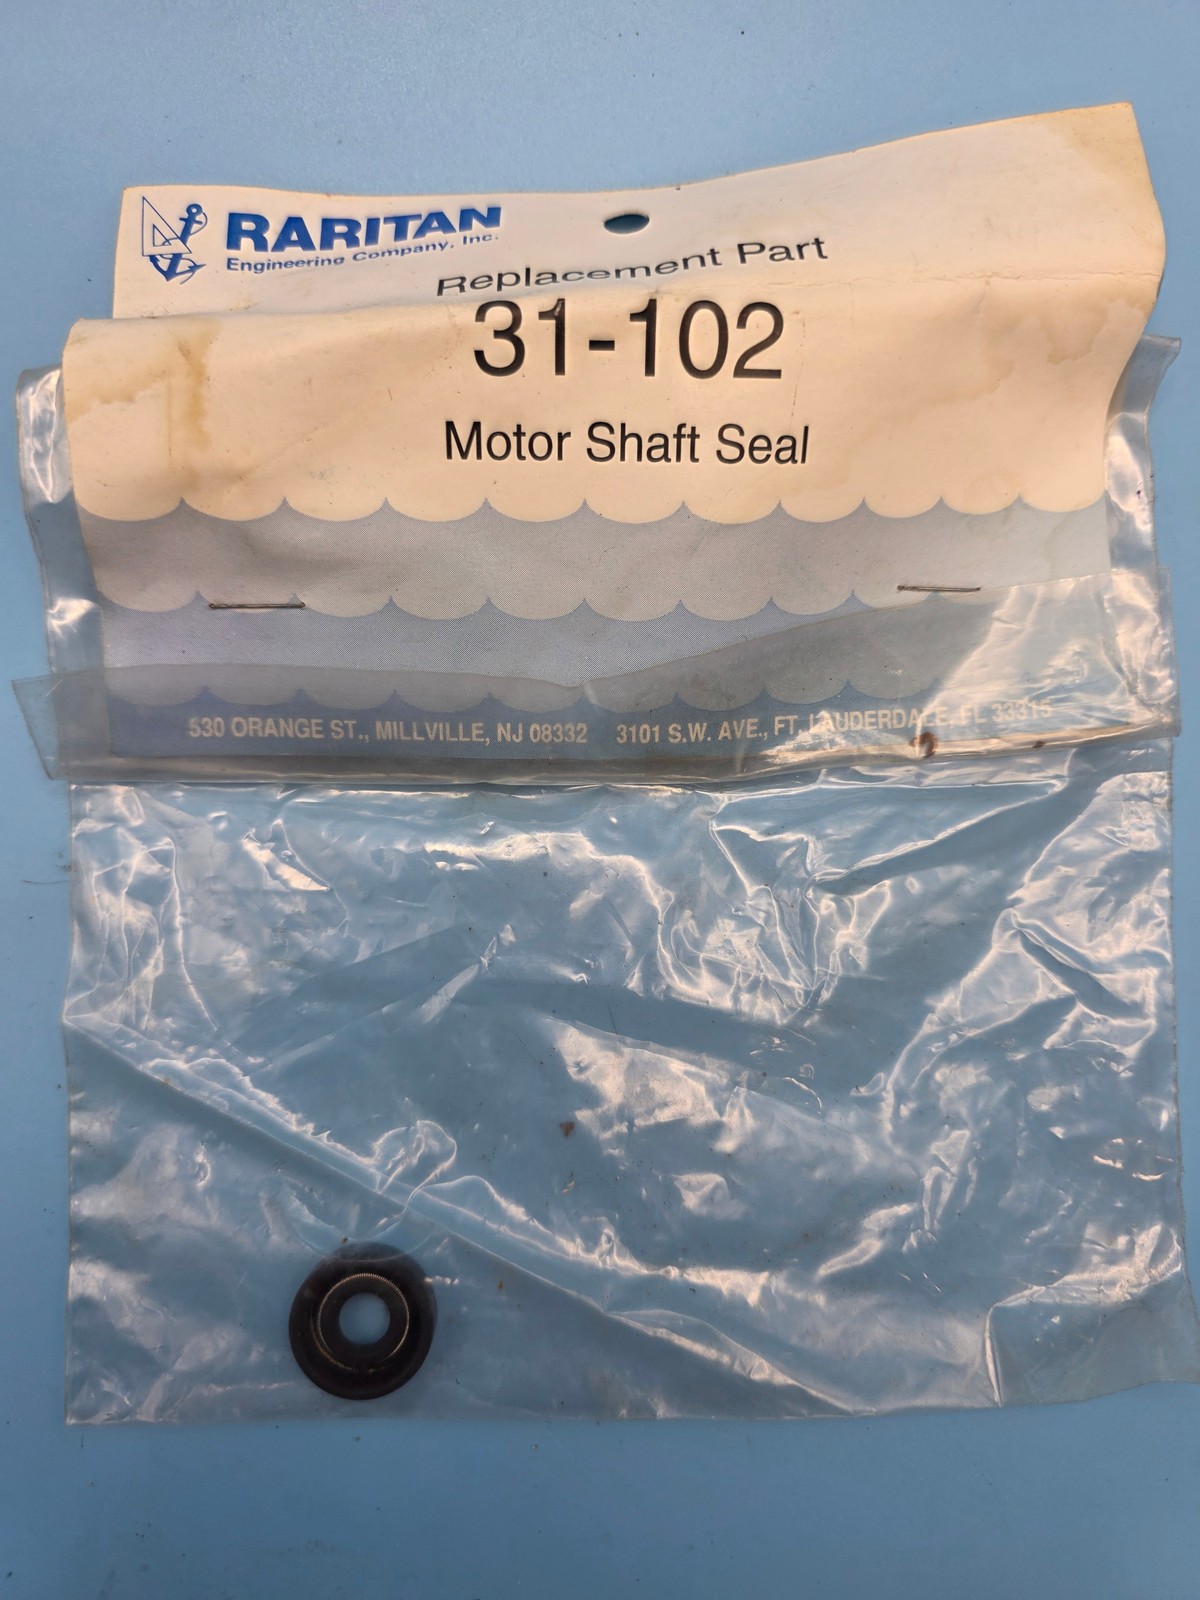 RARITAN
Engineering Company, Inc.
Replacement Part
31-102
Motor Shaft Seal
530 ORANGE ST., MILLVILLE, NJ 08332 3101 S.W. AVE., FT. LAUDERDALE, FL 33315